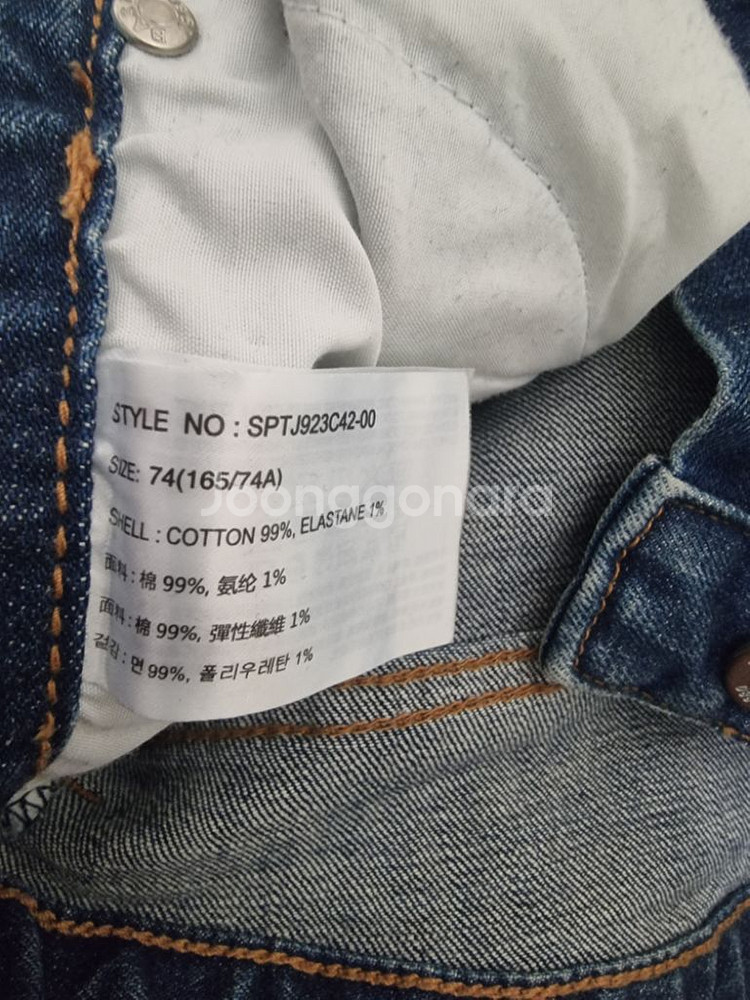 STYLE NO : SPTJ923C42-00
SIZE: 74(165/74A)
Joonggonara
SHELL : COTTON 99%, ELASTANE 1%
面料 : 棉 99%, 氨纶 1%
面料 : 棉 99%, 彈性纖維 1%
겉감 : 면 99%, 폴리우레탄 1%